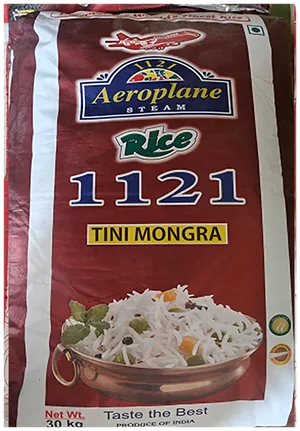 1121
Aeroplane
STEAM
Rice
1121
TINI MONGRA
Net Wt.
30 kg
Taste the Best
PRODUCE OF INDIA